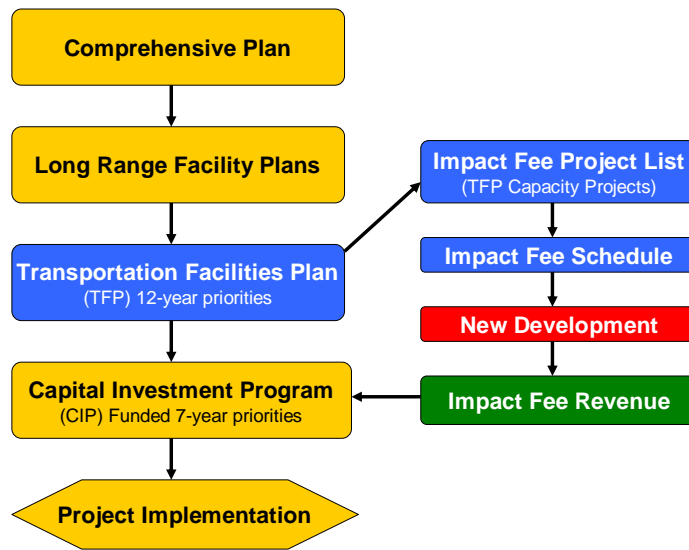 Comprehensive Plan
Long Range Facility Plans
Transportation Facilities Plan
(TFP) 12-year priorities
Capital Investment Program
(CIP) Funded 7-year priorities
Project Implementation
Impact Fee Project List
(TFP Capacity Projects)
Impact Fee Schedule
New Development
Impact Fee Revenue